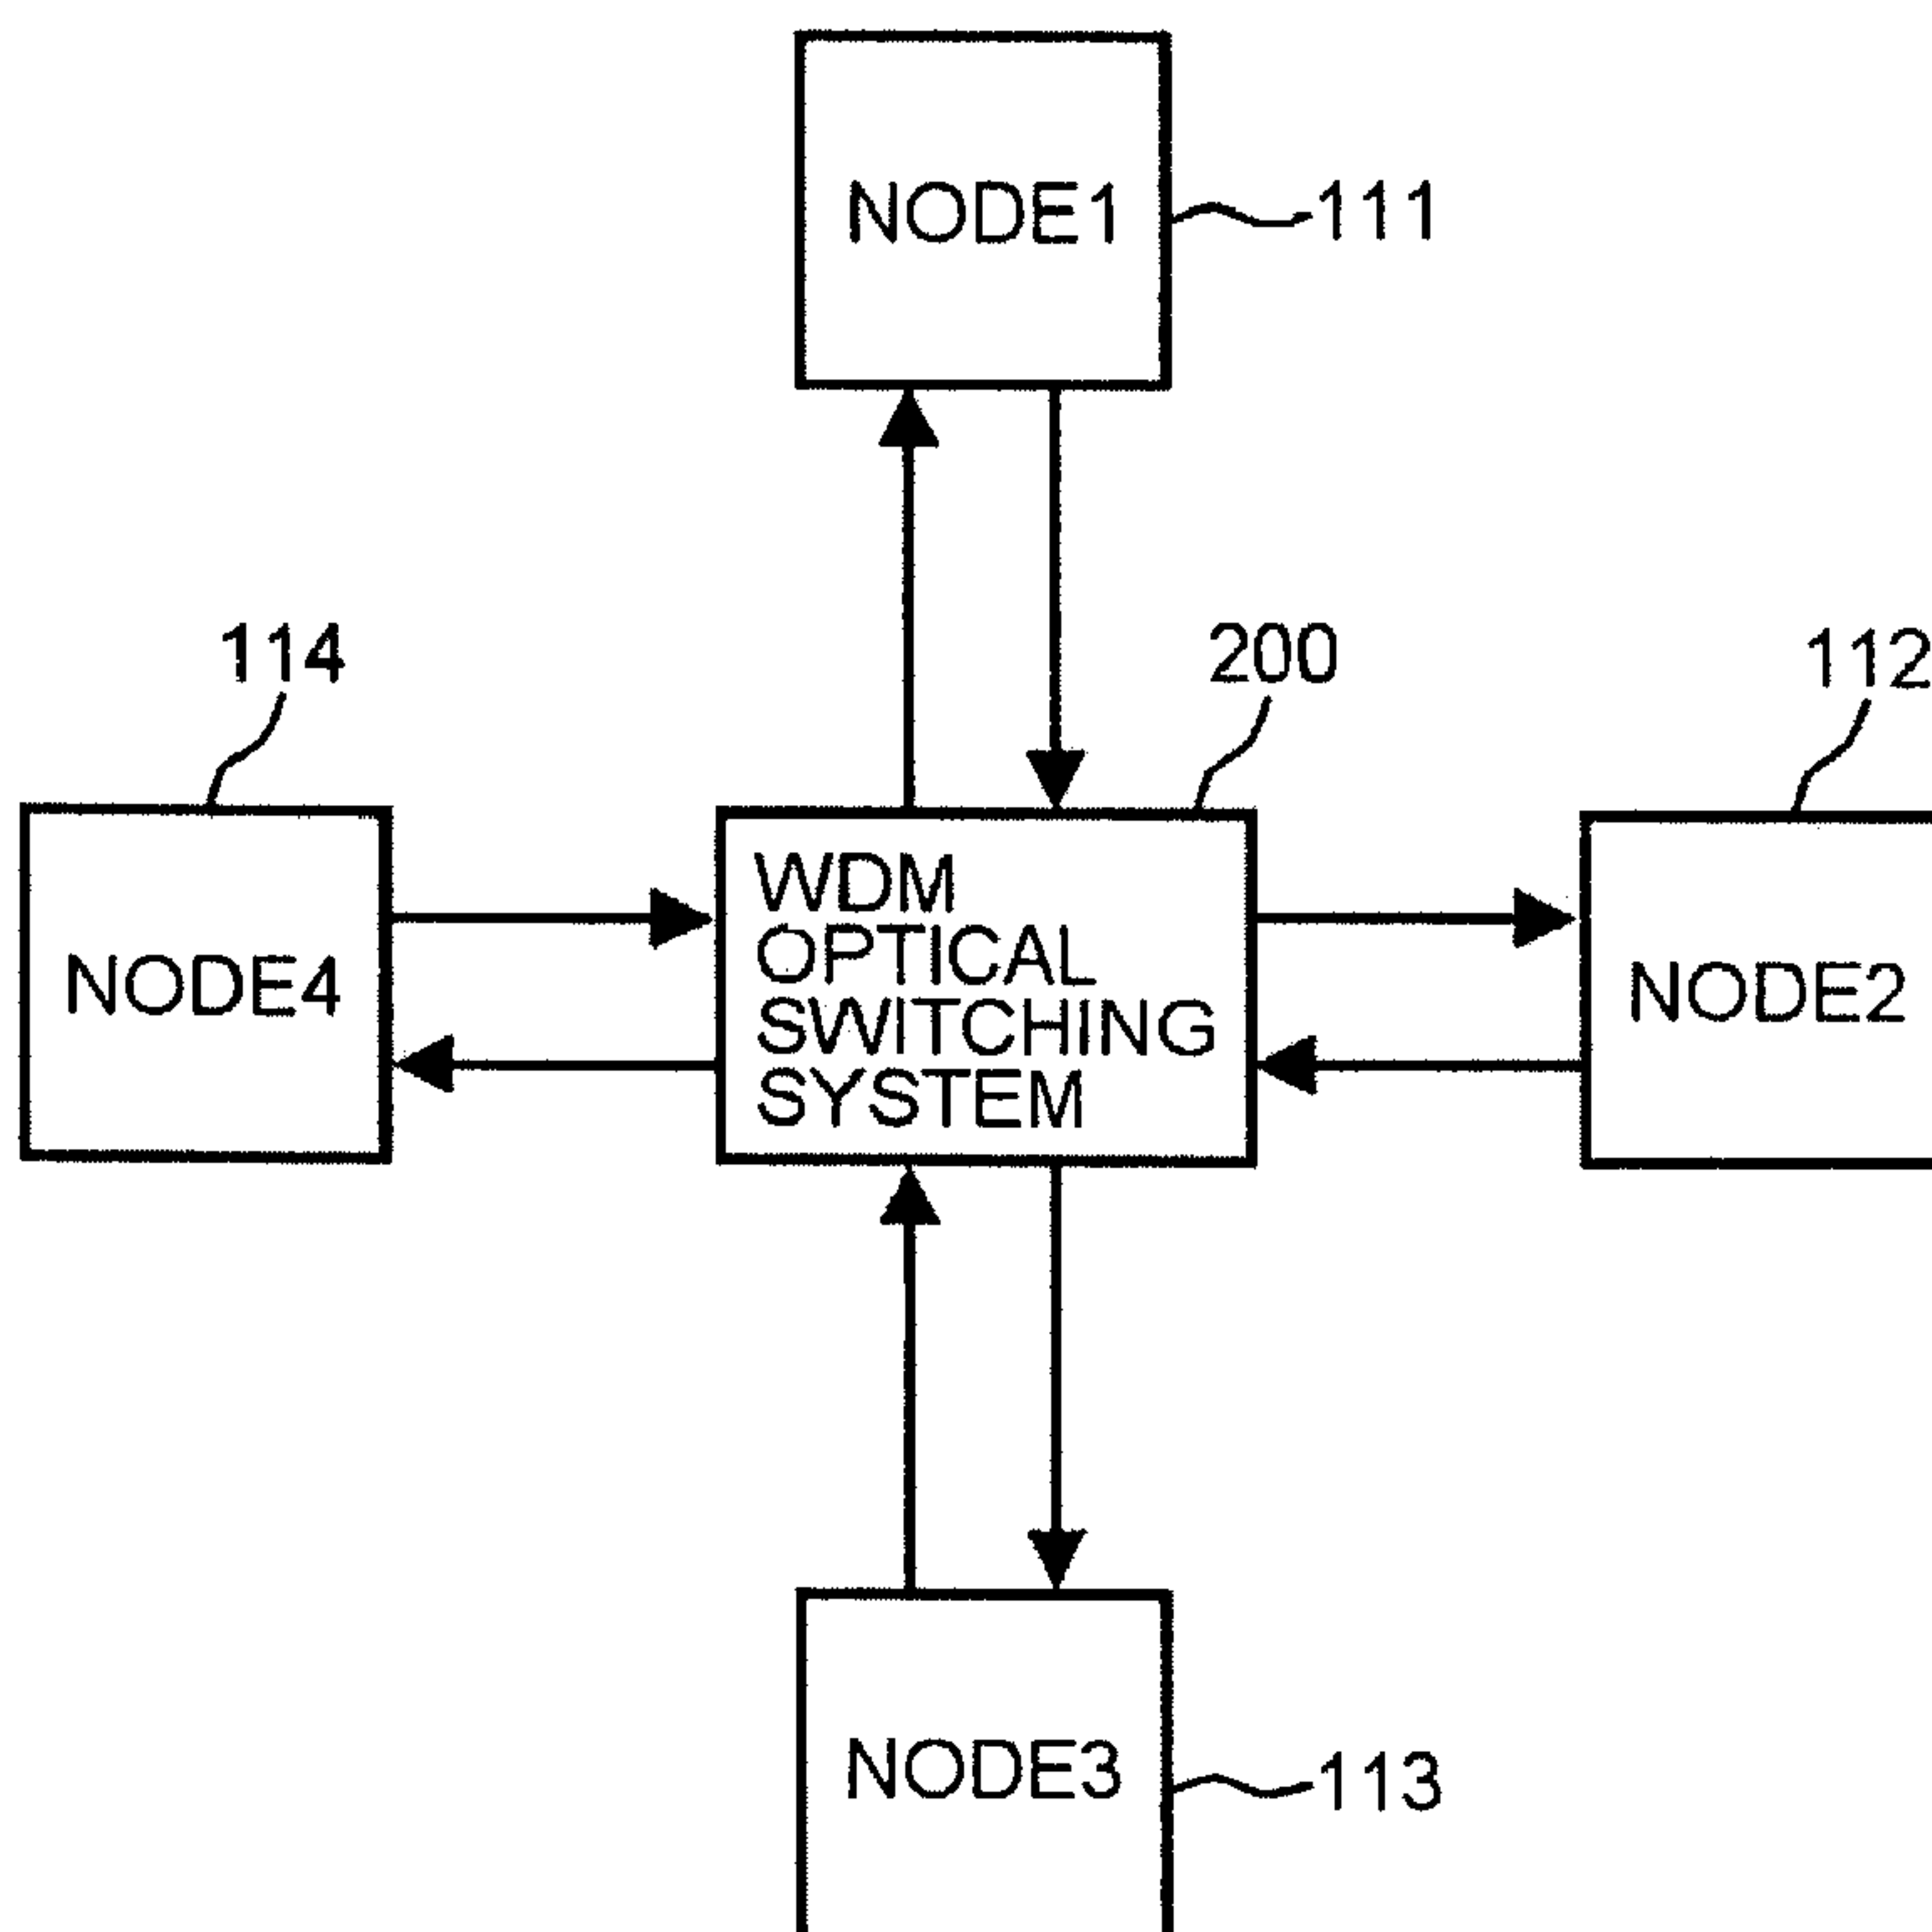 NODE1
111
114
200
112
WDM
OPTICAL
SWITCHING
SYSTEM
NODE4
NODE2
NODE3
113